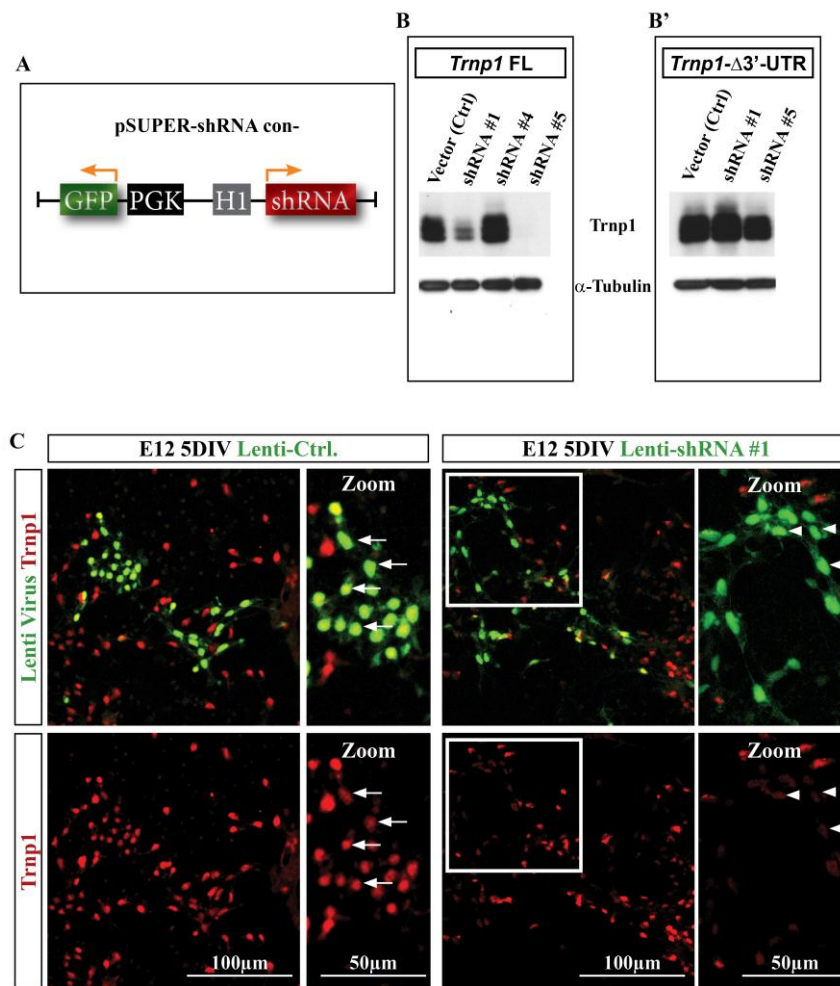 A
pSUPER-shRNA con-
GFP PGK H1 shRNA
B
Trnp1 FL
Vector (Ctrl)
shRNA #1
shRNA #4
shRNA #5
B’
Trnp1-Δ3’-UTR
Vector (Ctrl)
shRNA #1
shRNA #5
Trnp1
α-Tubulin
C
E12 5DIV Lenti-Ctrl.
E12 5DIV Lenti-shRNA #1
Lenti Virus Trnp1
Zoom
Zoom
Trnp1
Zoom
Zoom
100µm
50µm
100µm
50µm